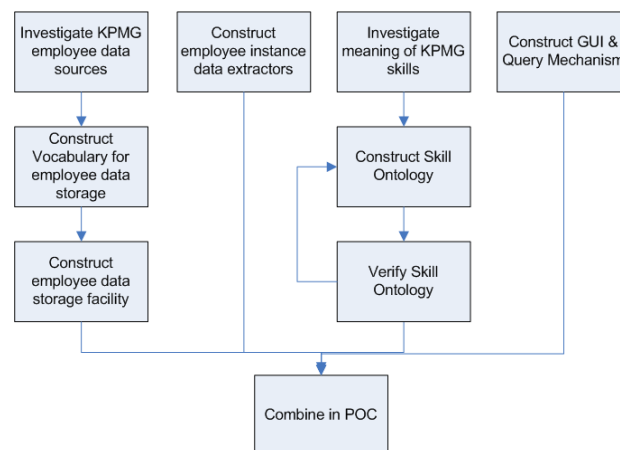 Investigate KPMG
employee data
sources
Construct
employee instance
data extractors
Investigate
meaning of KPMG
skills
Construct GUI &
Query Mechanism
Construct
Vocabulary for
employee data
storage
Construct Skill
Ontology
Construct
employee data
storage facility
Verify Skill
Ontology
Combine in POC